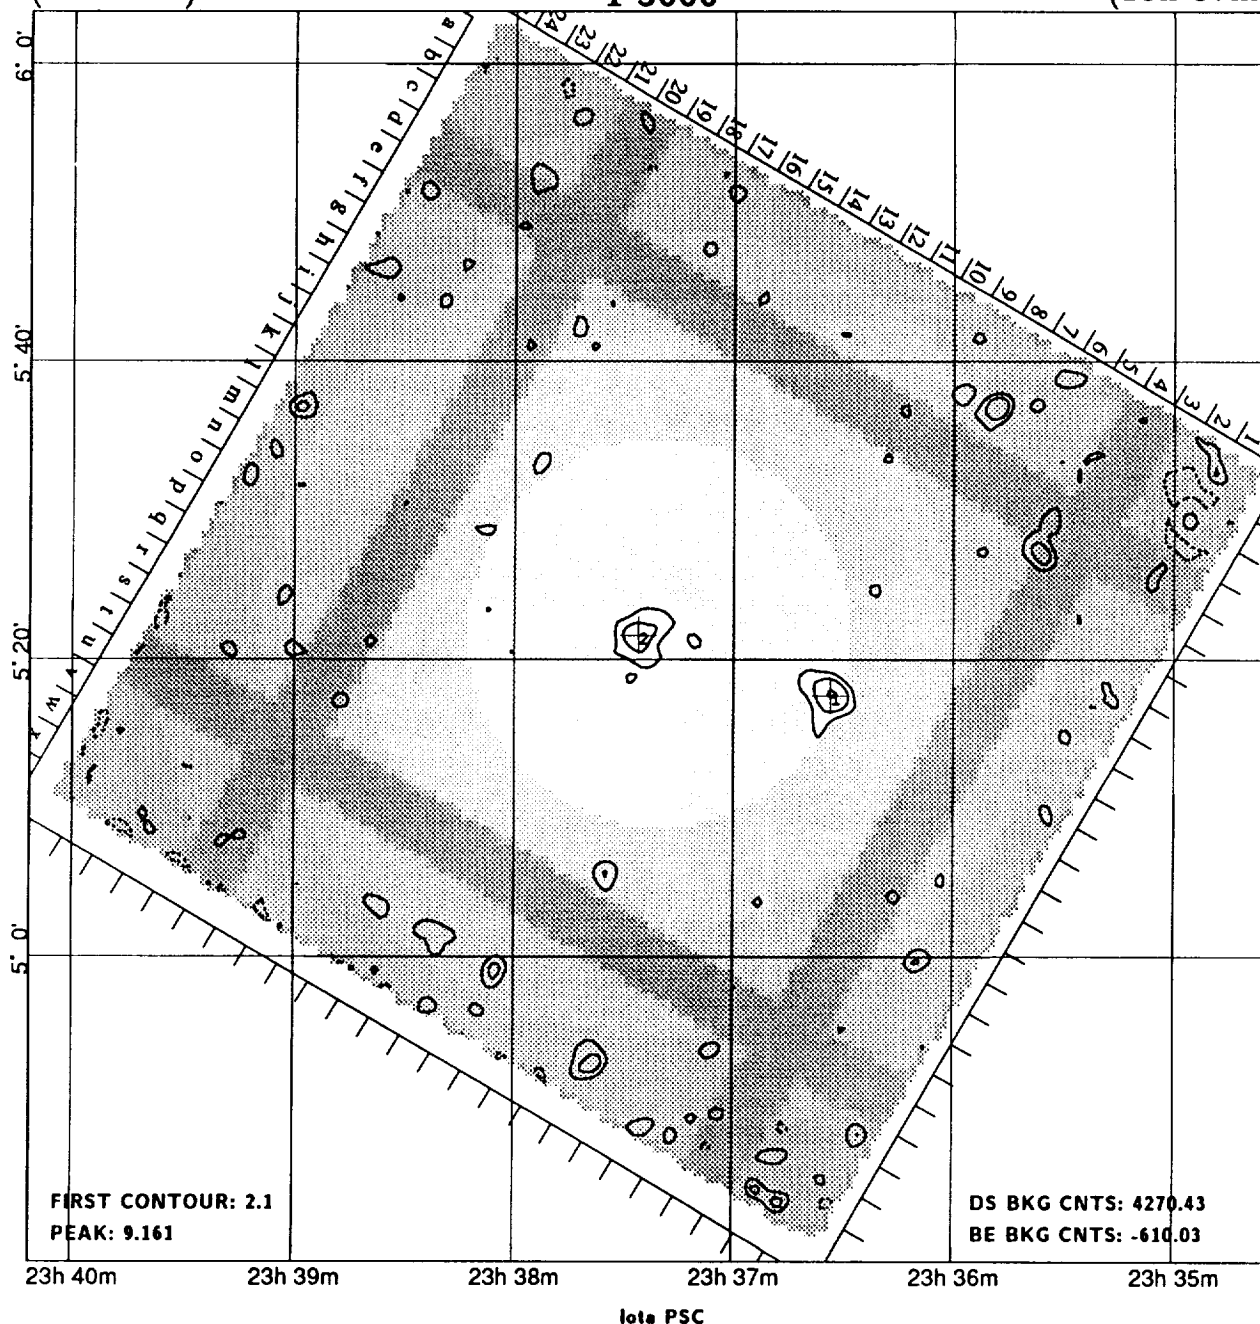 I 3000
24 23 22 21 20 19 18 17 16 15 14 13 12 11 10 9 8 7 6 5 4 3 2 1
a b c d e f g h i j k l m n o p q r s t u v w x
6° 0'
5° 40'
5° 20'
5° 0'
2
1
FIRST CONTOUR: 2.1
PEAK: 9.161
DS BKG CNTS: 4270.43
BE BKG CNTS: -610.03
23h 40m 23h 39m 23h 38m 23h 37m 23h 36m 23h 35m
Iota PSC